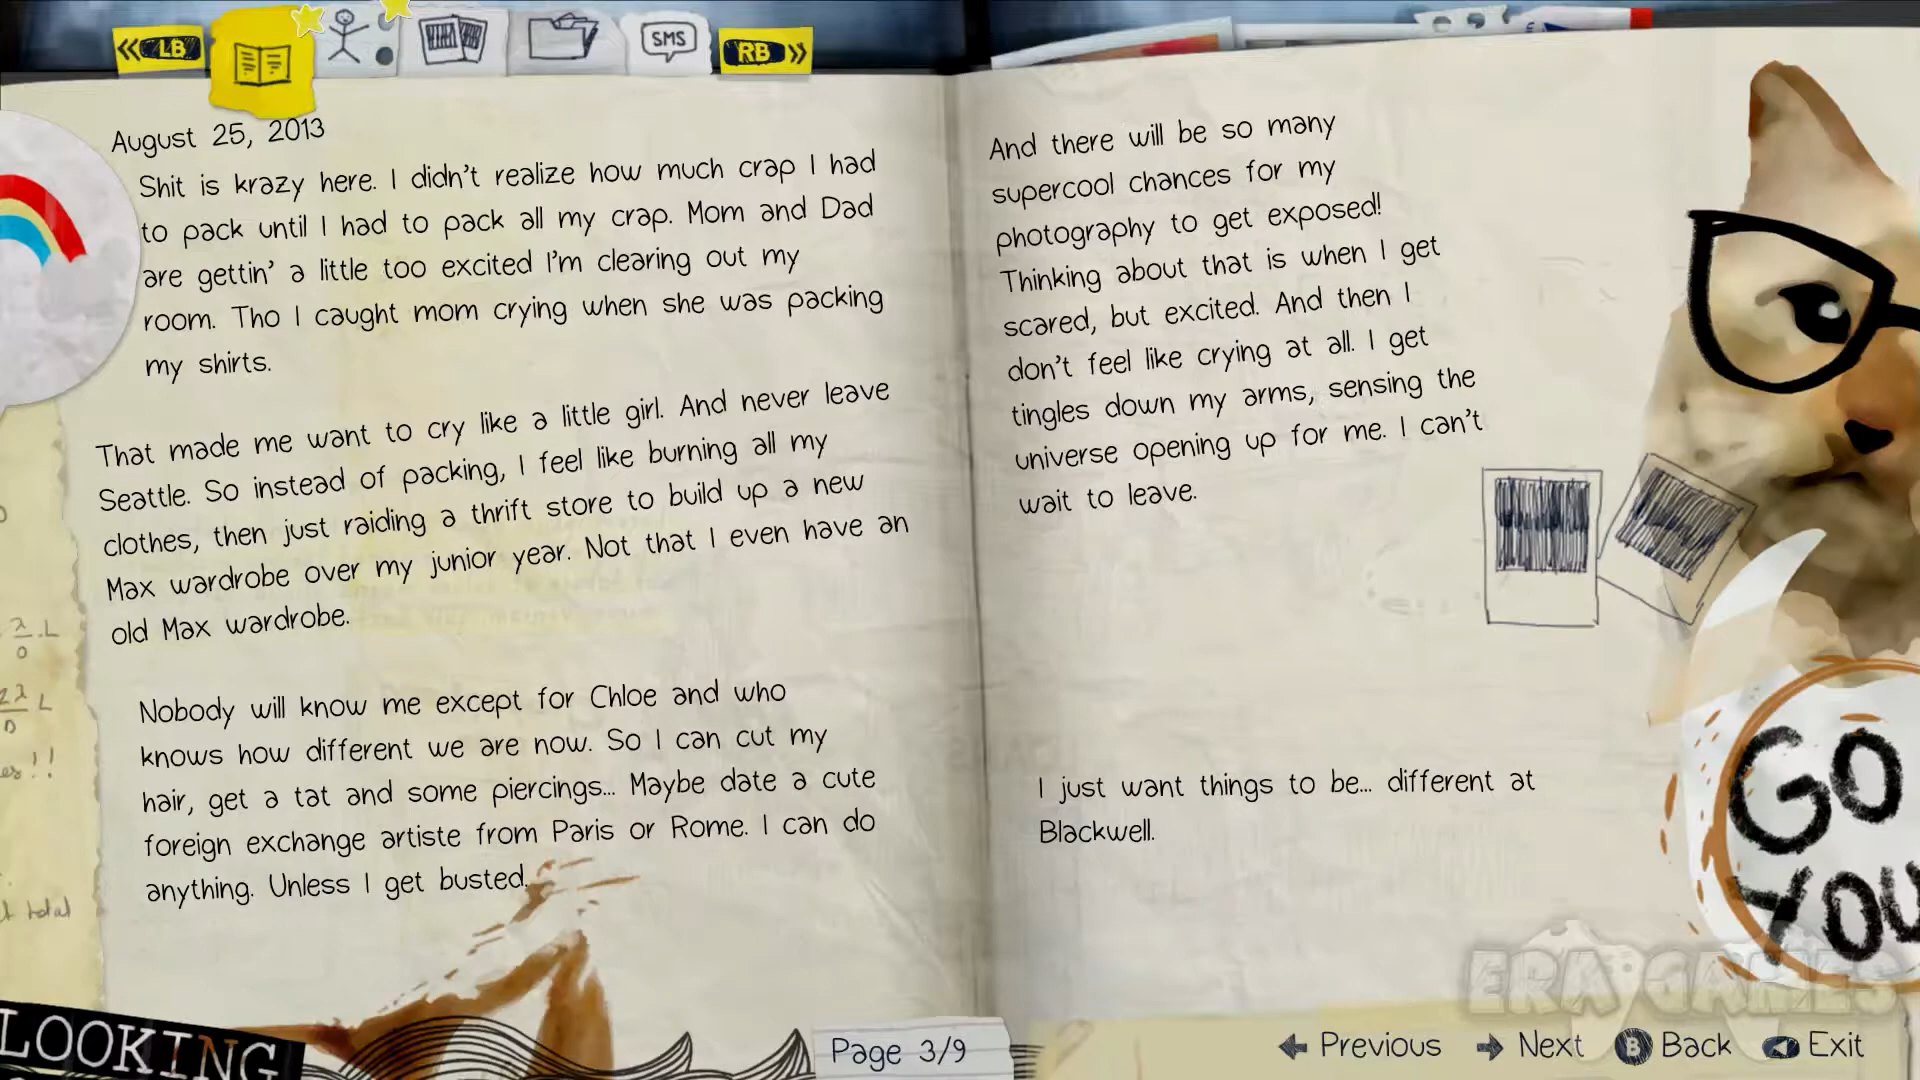 LB
SMS
RB
August 25, 2013
Shit is krazy here. I didn't realize how much crap I had
to pack until I had to pack all my crap. Mom and Dad
are gettin' a little too excited I'm clearing out my
room. Tho I caught mom crying when she was packing
my shirts.
That made me want to cry like a little girl. And never leave
Seattle. So instead of packing, I feel like burning all my
clothes, then just raiding a thrift store to build up a new
Max wardrobe over my junior year. Not that I even have an
old Max wardrobe.
Nobody will know me except for Chloe and who
knows how different we are now. So I can cut my
hair, get a tat and some piercings... Maybe date a cute
foreign exchange artiste from Paris or Rome. I can do
anything. Unless I get busted.
And there will be so many
supercool chances for my
photography to get exposed!
Thinking about that is when I get
scared, but excited. And then I
don't feel like crying at all. I get
tingles down my arms, sensing the
universe opening up for me. I can't
wait to leave.
I just want things to be... different at
Blackwell.
GO
YOU
LOOKING
ERA GAMES
Page 3/9
Previous
Next
B Back
Exit